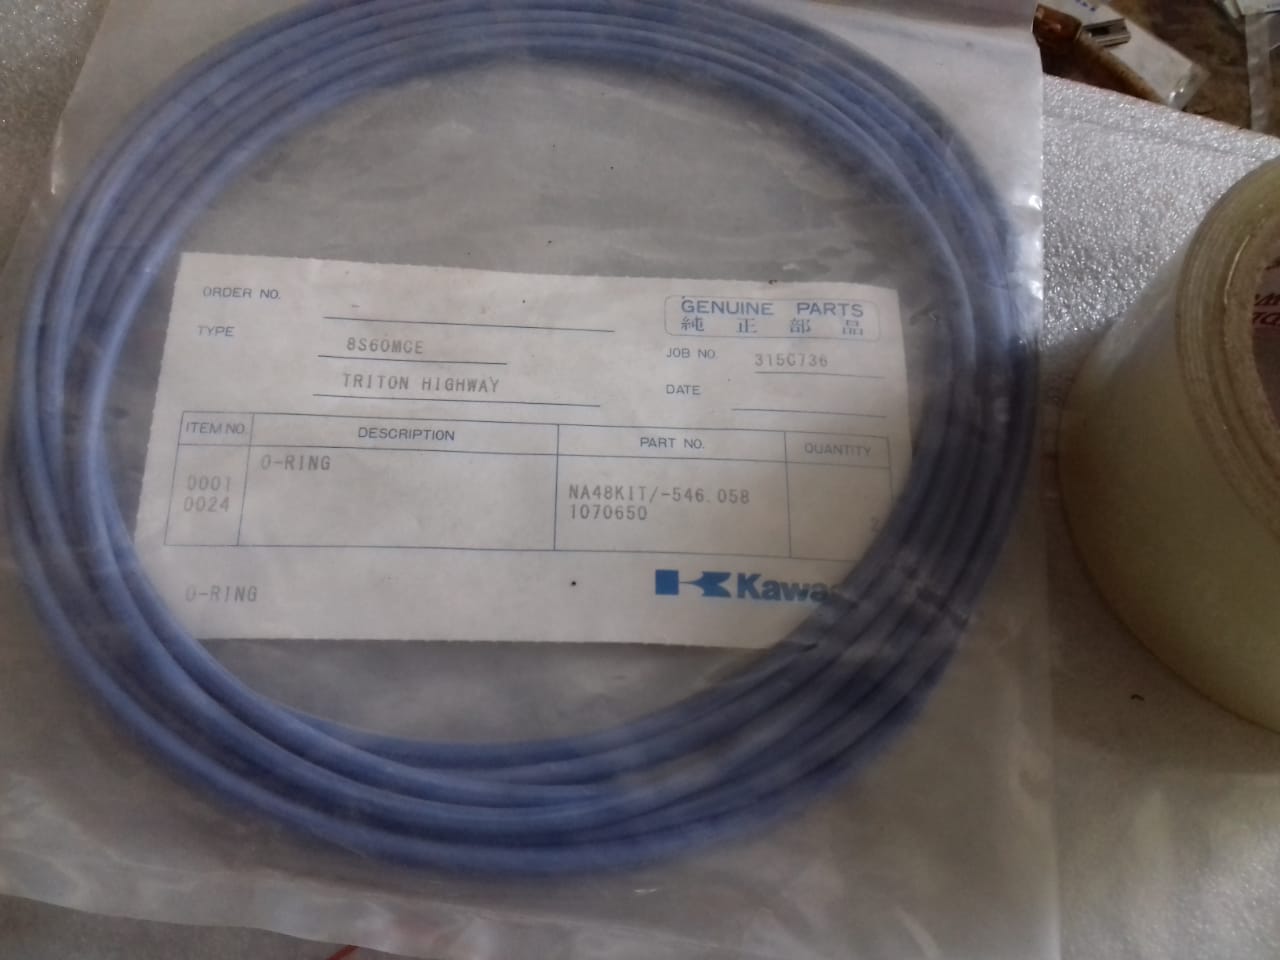 ORDER NO.
GENUINE PARTS
純正部品
TYPE
8S60MCE
JOB NO.
315C736
TRITON HIGHWAY
DATE
ITEM NO.
DESCRIPTION
PART NO.
QUANTITY
O-RING
0001
NA48KIT/-546.058
0024
1070650
2
O-RING
Kawa